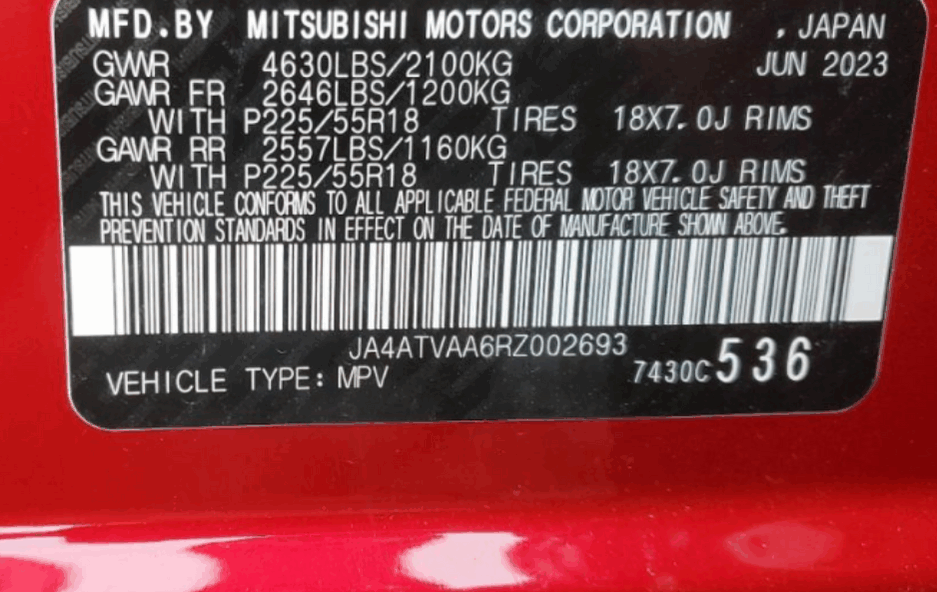 MFD.BY MITSUBISHI MOTORS CORPORATION , JAPAN
GWVR 4630LBS/2100KG JUN 2023
GAWR FR 2646LBS/1200KG
WITH P225/55R18 TIRES 18X7.0J RIMS
GAWR RR 2557LBS/1160KG
WITH P225/55R18 TIRES 18X7.0J RIMS
THIS VEHICLE CONFORMS TO ALL APPLICABLE FEDERAL MOTOR VEHICLE SAFETY AND THEFT
PREVENTION STANDARDS IN EFFECT ON THE DATE OF MANUFACTURE SHOWN ABOVE.
JA4ATVAA6RZ002693
VEHICLE TYPE: MPV 7430C 536